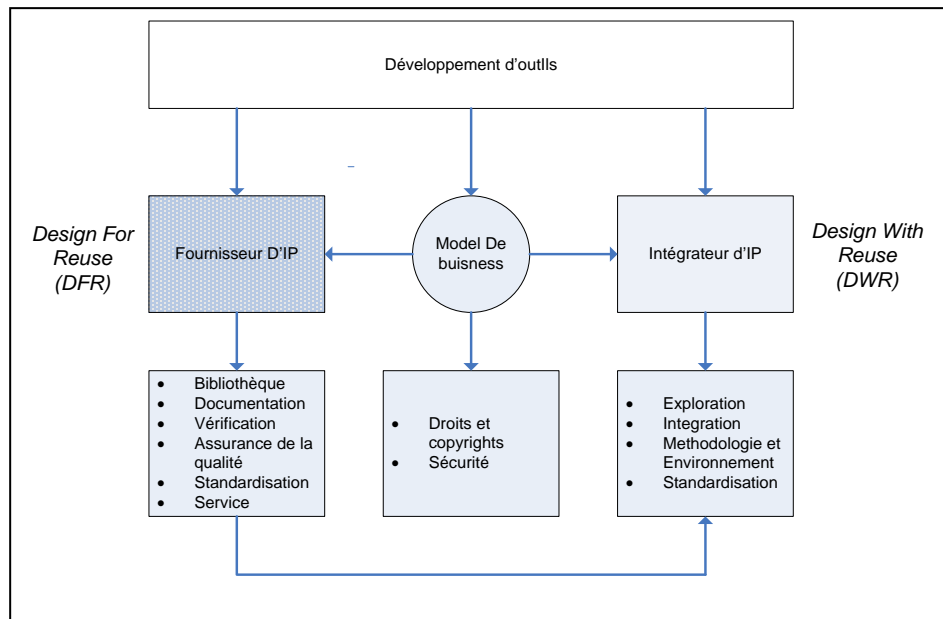 Développement d'outIls
Design For
Reuse
(DFR)
Fournisseur D'IP
Model De
buisness
Intégrateur d'IP
Design With
Reuse
(DWR)
• Bibliothèque
• Documentation
• Vérification
• Assurance de la
qualité
• Standardisation
• Service
• Droits et
copyrights
• Sécurité
• Exploration
• Integration
• Methodologie et
Environnement
• Standardisation